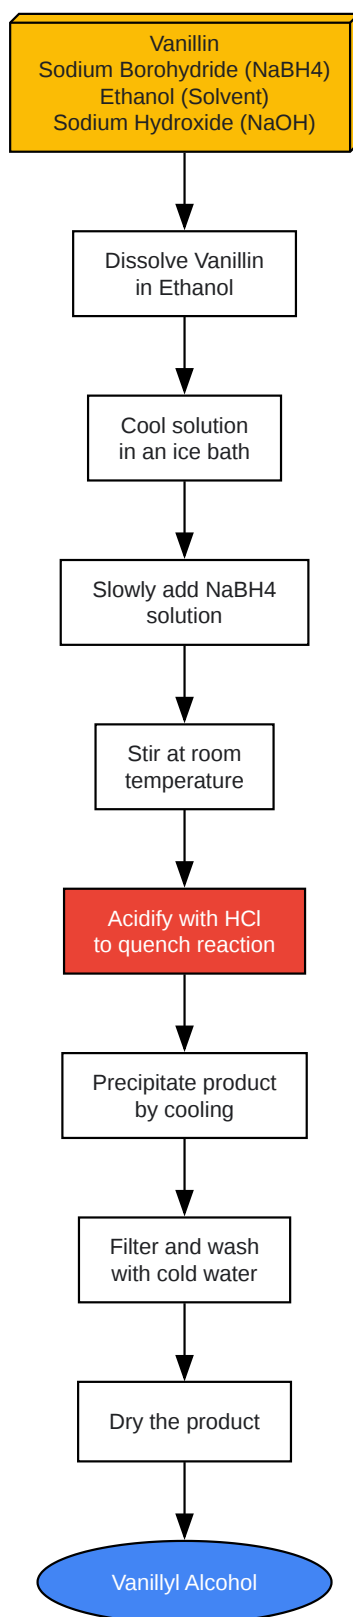 Vanillin
Sodium Borohydride (NaBH4)
Ethanol (Solvent)
Sodium Hydroxide (NaOH)
Dissolve Vanillin
in Ethanol
Cool solution
in an ice bath
Slowly add NaBH4
solution
Stir at room
temperature
Acidify with HCl
to quench reaction
Precipitate product
by cooling
Filter and wash
with cold water
Dry the product
Vanillyl Alcohol